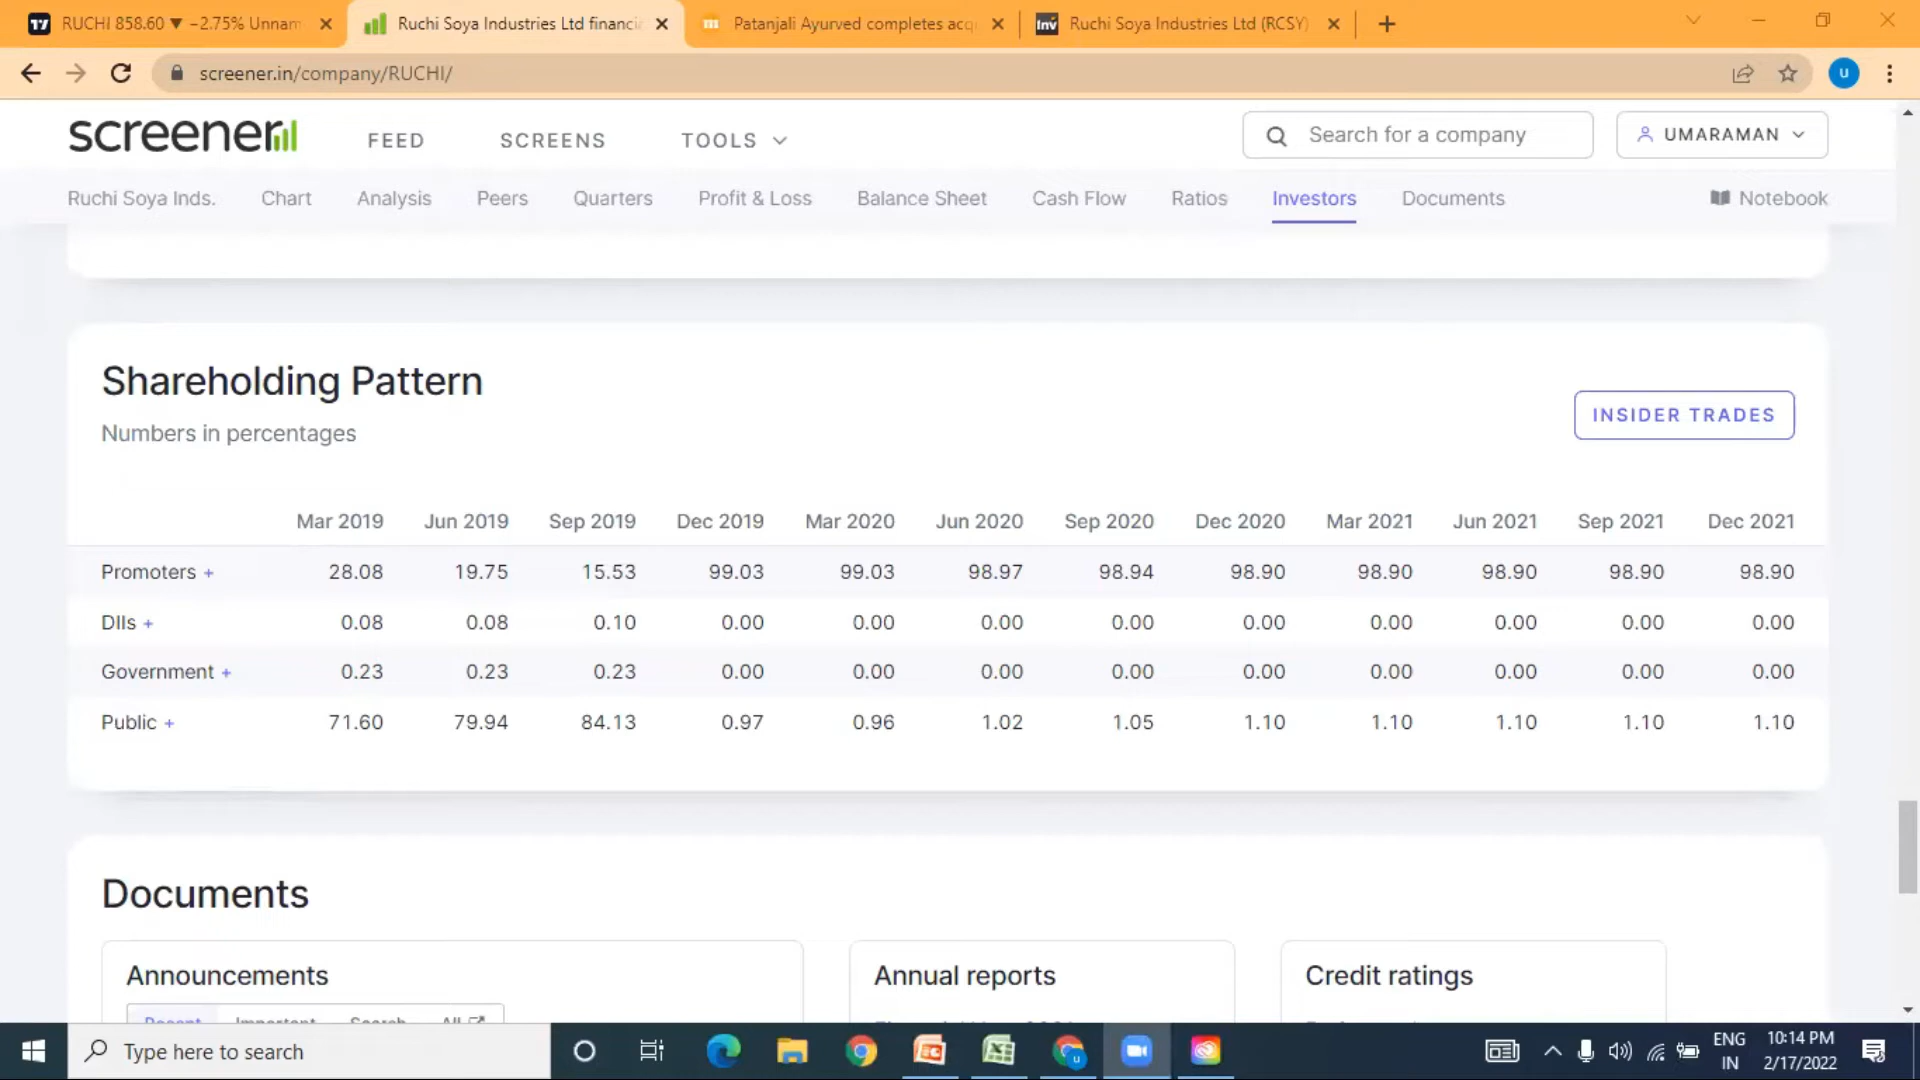 RUCHI 858.60 ▼ −2.75% Unnam
Ruchi Soya Industries Ltd financia
Patanjali Ayurved completes acq
Inv Ruchi Soya Industries Ltd (RCSY)
screener.in/company/RUCHI/
U
screener
FEED SCREENS TOOLS
Search for a company
UMARAMAN
Ruchi Soya Inds. Chart Analysis Peers Quarters Profit & Loss Balance Sheet Cash Flow Ratios Investors Documents Notebook
Shareholding Pattern
Numbers in percentages
INSIDER TRADES
Mar 2019 Jun 2019 Sep 2019 Dec 2019 Mar 2020 Jun 2020 Sep 2020 Dec 2020 Mar 2021 Jun 2021 Sep 2021 Dec 2021
Promoters + 28.08 19.75 15.53 99.03 99.03 98.97 98.94 98.90 98.90 98.90 98.90 98.90
DIIs + 0.08 0.08 0.10 0.00 0.00 0.00 0.00 0.00 0.00 0.00 0.00 0.00
Government + 0.23 0.23 0.23 0.00 0.00 0.00 0.00 0.00 0.00 0.00 0.00 0.00
Public + 71.60 79.94 84.13 0.97 0.96 1.02 1.05 1.10 1.10 1.10 1.10 1.10
Documents
Announcements
Annual reports
Credit ratings
Recent Important Search All
Type here to search
ENG
IN
10:14 PM
2/17/2022